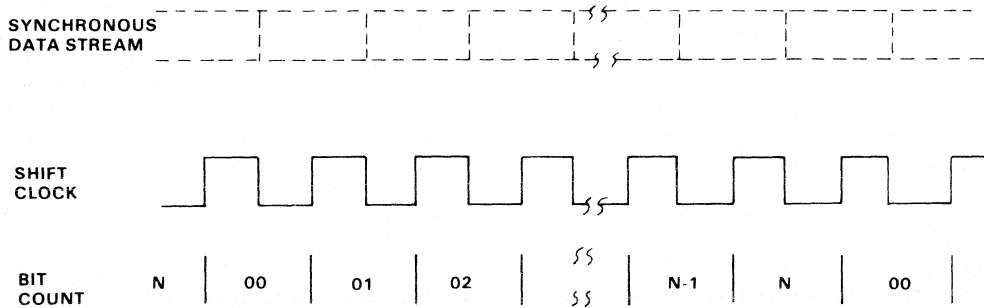 SYNCHRONOUS
DATA STREAM
SHIFT
CLOCK
BIT
COUNT
N 00 01 02 N-1 N 00